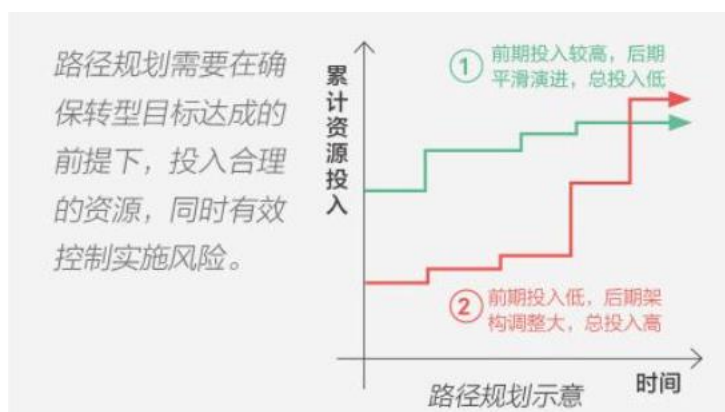 路径规划需要在确
保转型目标达成的
前提下，投入合理
的资源，同时有效
控制实施风险。
累计资源投入
① 前期投入较高，后期
平滑演进，总投入低
② 前期投入低，后期架
构调整大，总投入高
时间
路径规划示意